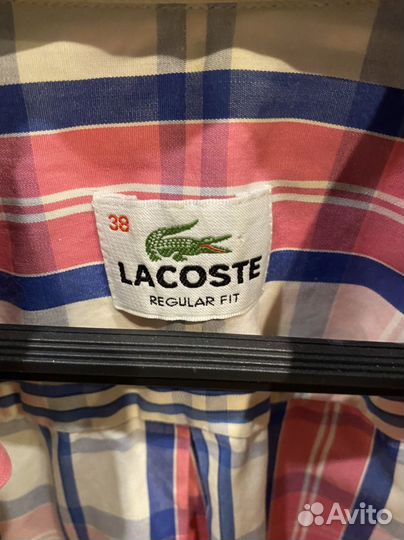 38
LACOSTE
REGULAR FIT
Avito